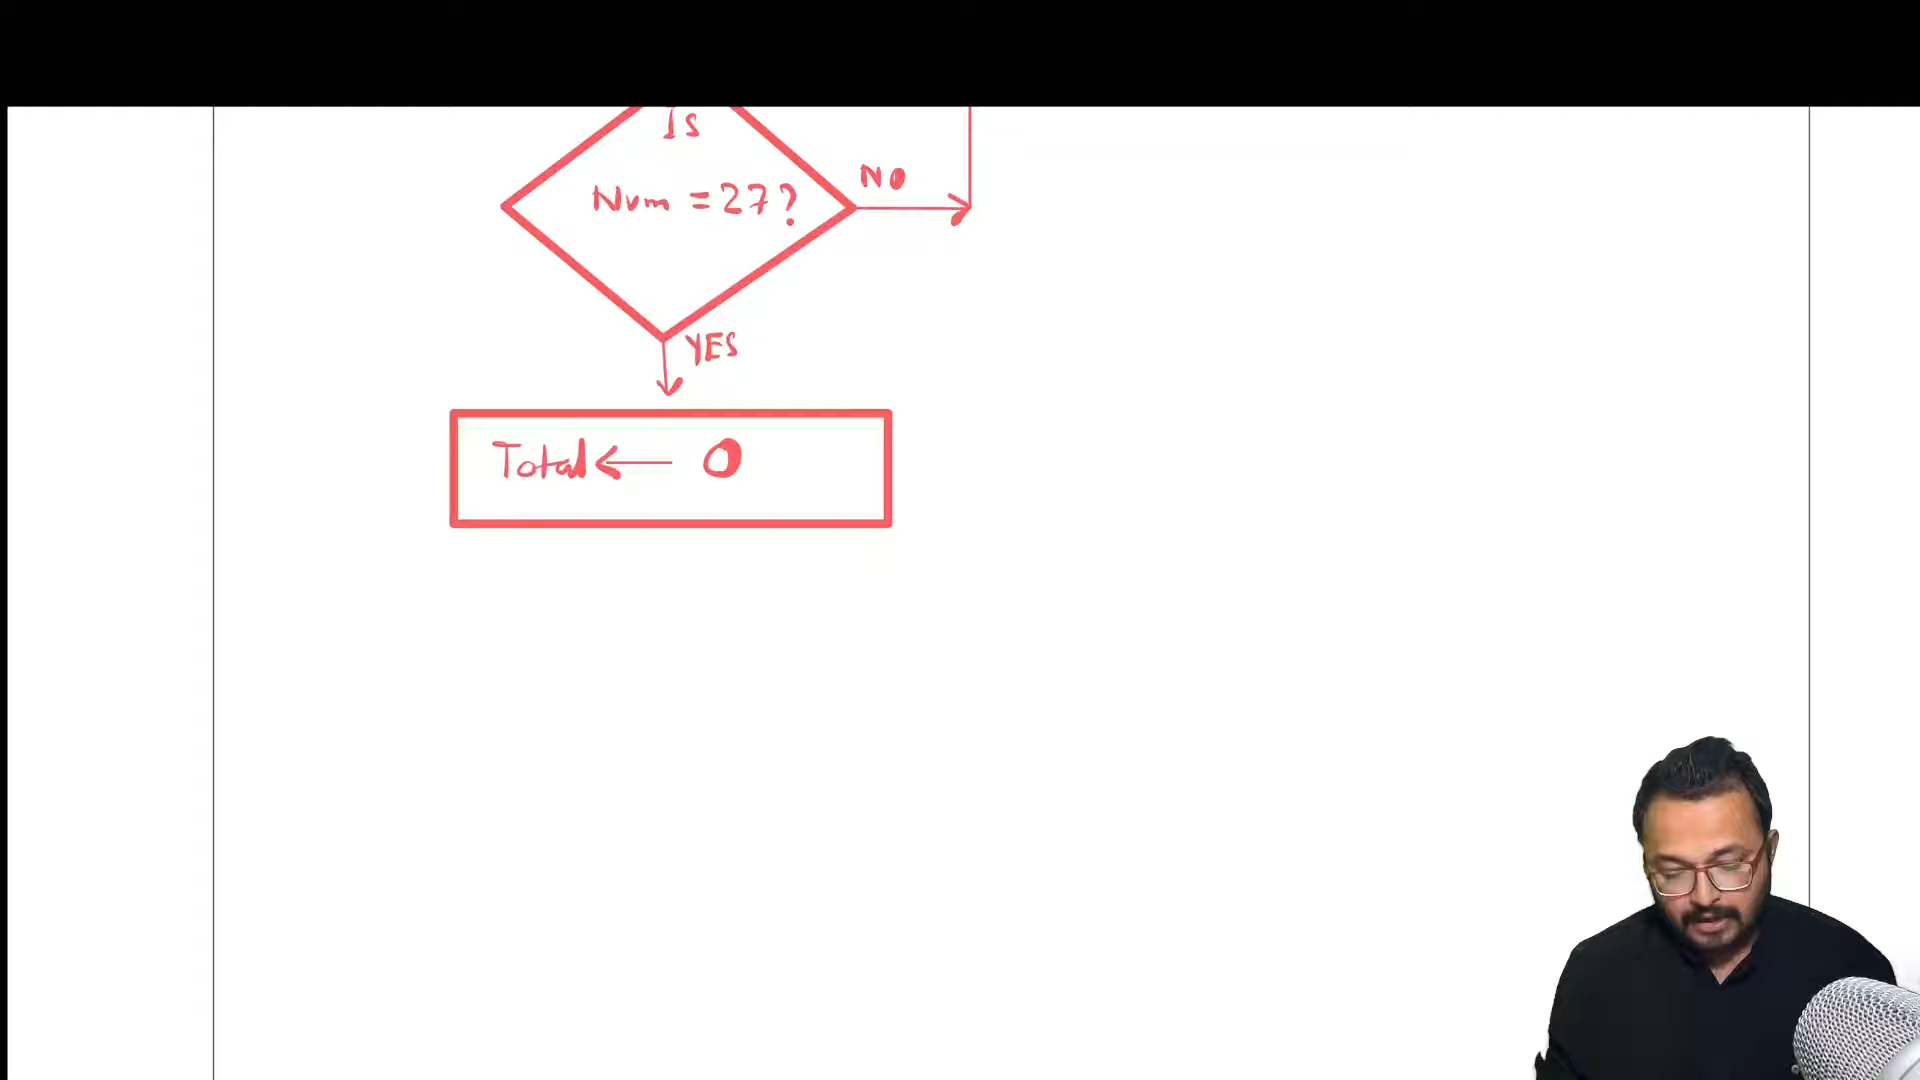 Is
Num = 27?
NO
YES
Total ← 0